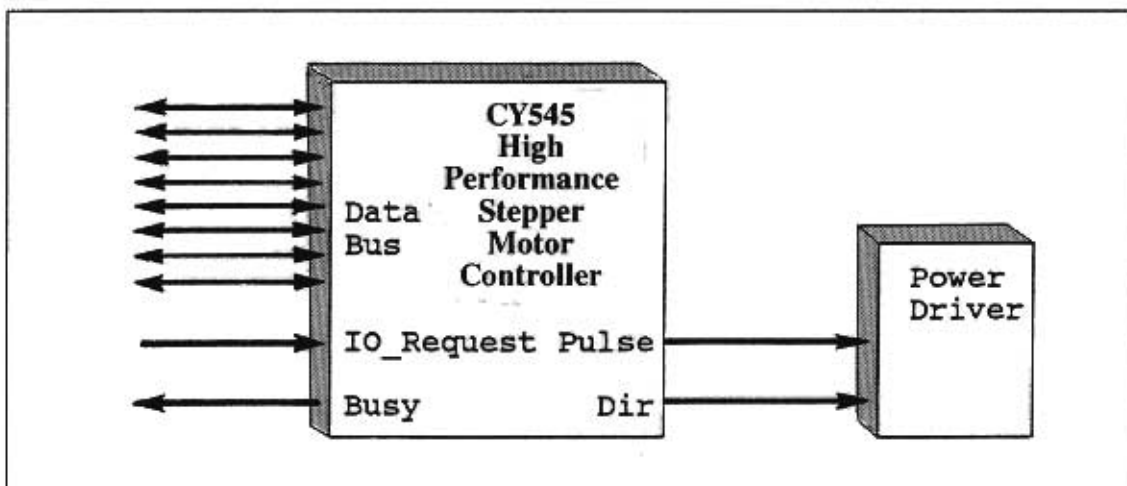 CY545
High
Performance
Stepper
Motor
Controller
Data
Bus
IO_Request Pulse
Busy Dir
Power
Driver